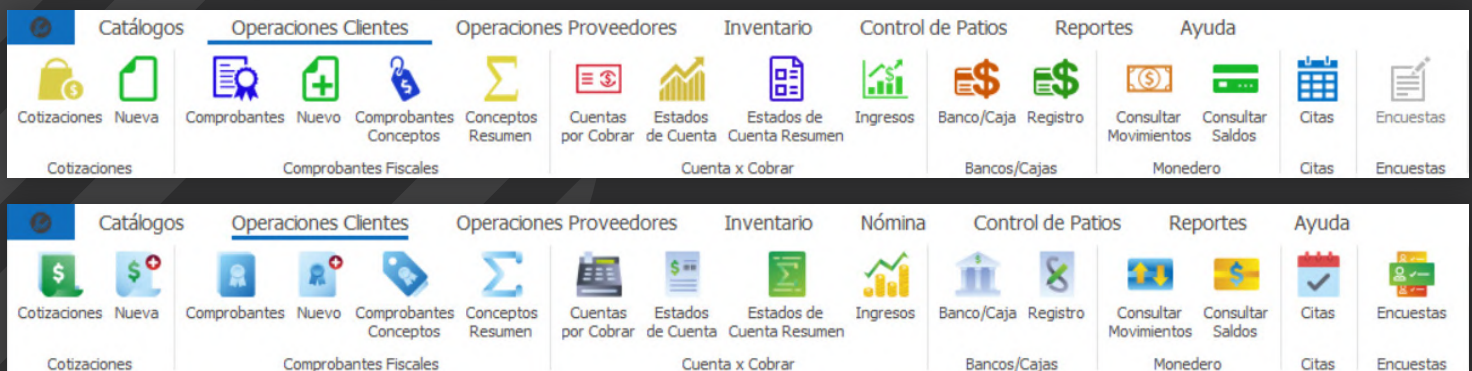 Catálogos Operaciones Clientes Operaciones Proveedores Inventario Control de Patios Reportes Ayuda
Cotizaciones Nueva Comprobantes Nuevo Comprobantes Conceptos Cuentas Estados Estados de Ingresos Banco/Caja Registro Consultar Consultar Citas Encuestas
Conceptos Resumen por Cobrar de Cuenta Cuenta Resumen Movimientos Saldos
Cotizaciones Comprobantes Fiscales Cuenta x Cobrar Bancos/Cajas Monedero Citas Encuestas
Catálogos Operaciones Clientes Operaciones Proveedores Inventario Nómina Control de Patios Reportes Ayuda
Cotizaciones Nueva Comprobantes Nuevo Comprobantes Conceptos Cuentas Estados Estados de Ingresos Banco/Caja Registro Consultar Consultar Citas Encuestas
Conceptos Resumen por Cobrar de Cuenta Cuenta Resumen Movimientos Saldos
Cotizaciones Comprobantes Fiscales Cuenta x Cobrar Bancos/Cajas Monedero Citas Encuestas